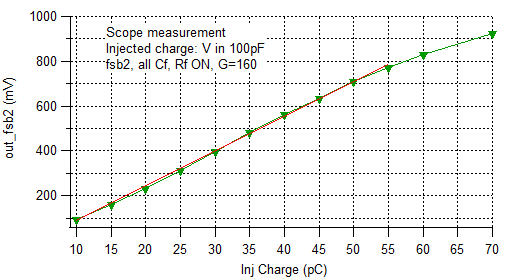 1000
800
600
400
200
out_fsb2 (mV)
Scope measurement
Injected charge: V in 100pF
fsb2, all Cf, Rf ON, G=160
10 15 20 25 30 35 40 45 50 55 60 65 70
Inj Charge (pC)